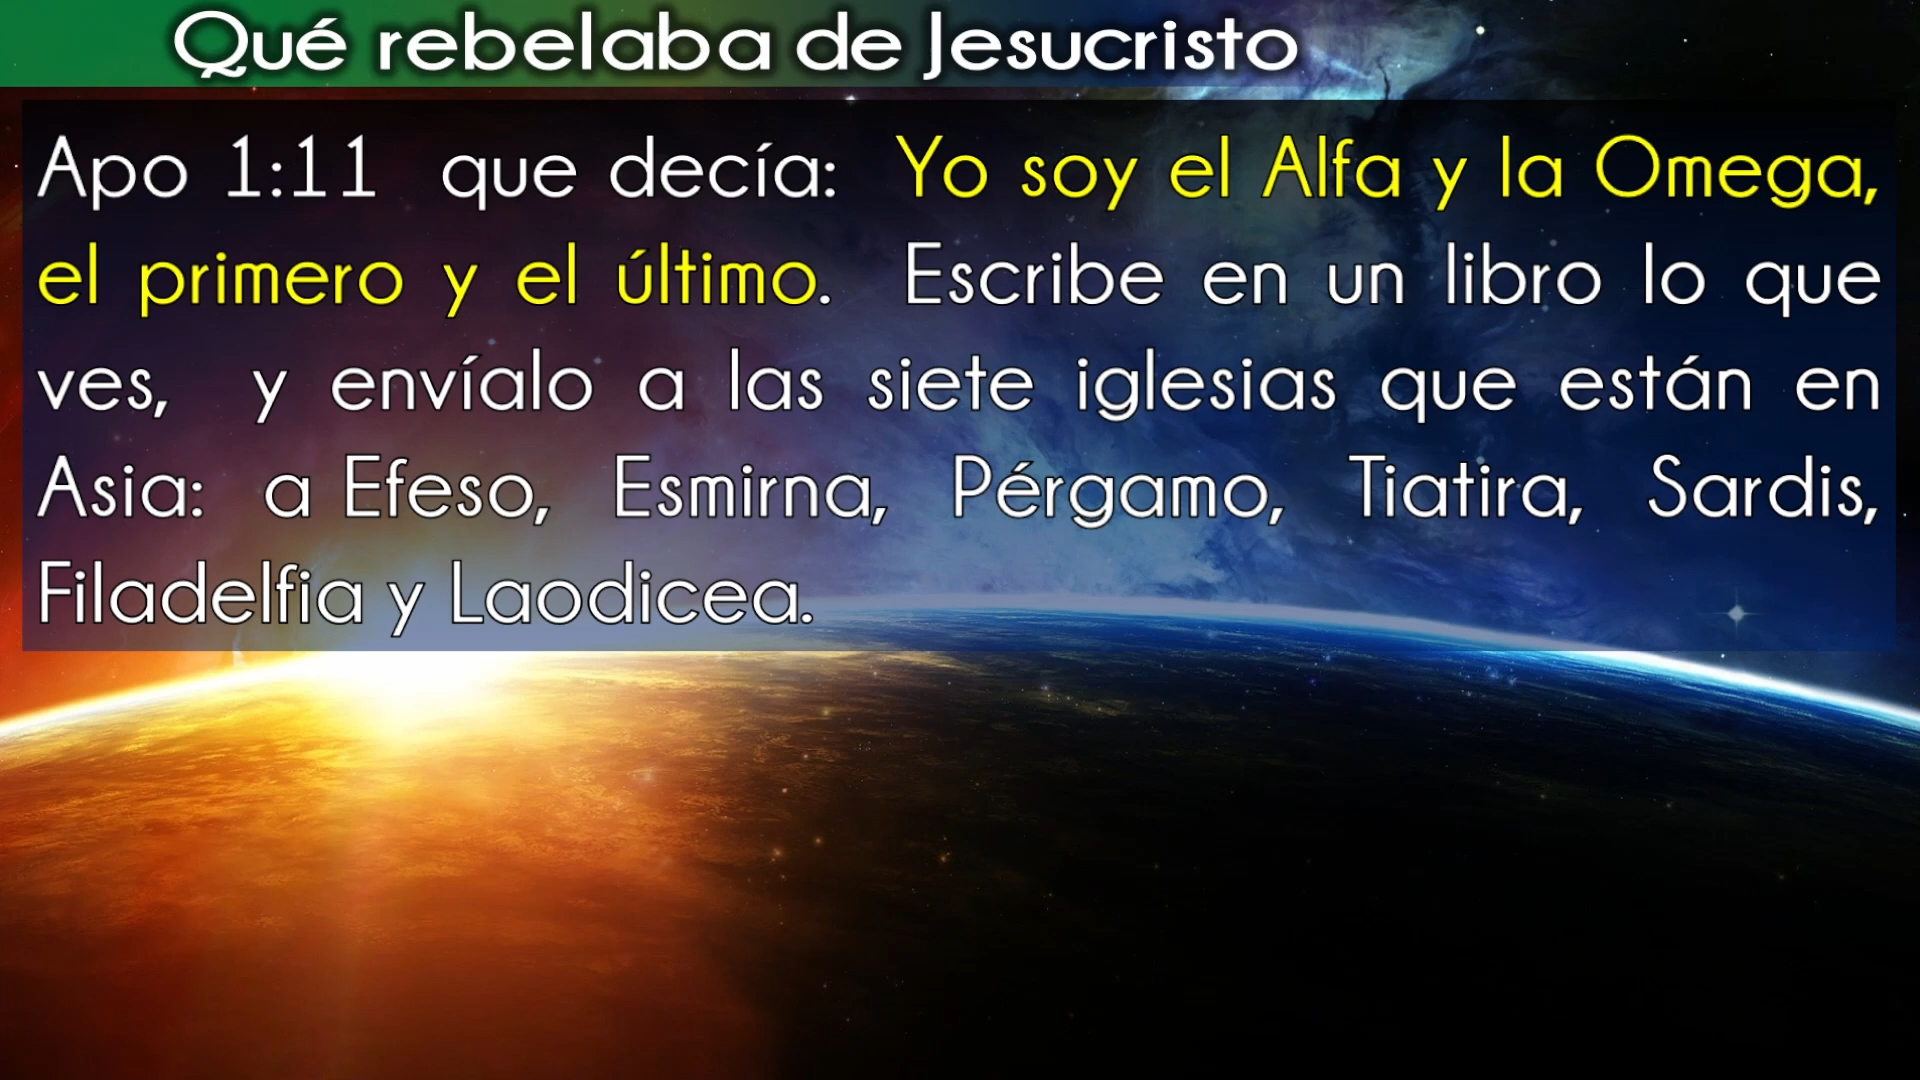 Qué rebelaba de Jesucristo
Apo 1:11 que decía: Yo soy el Alfa y la Omega,
el primero y el último. Escribe en un libro lo que
ves, y envíalo a las siete iglesias que están en
Asia: a Efeso, Esmirna, Pérgamo, Tiatira, Sardis,
Filadelfia y Laodicea.